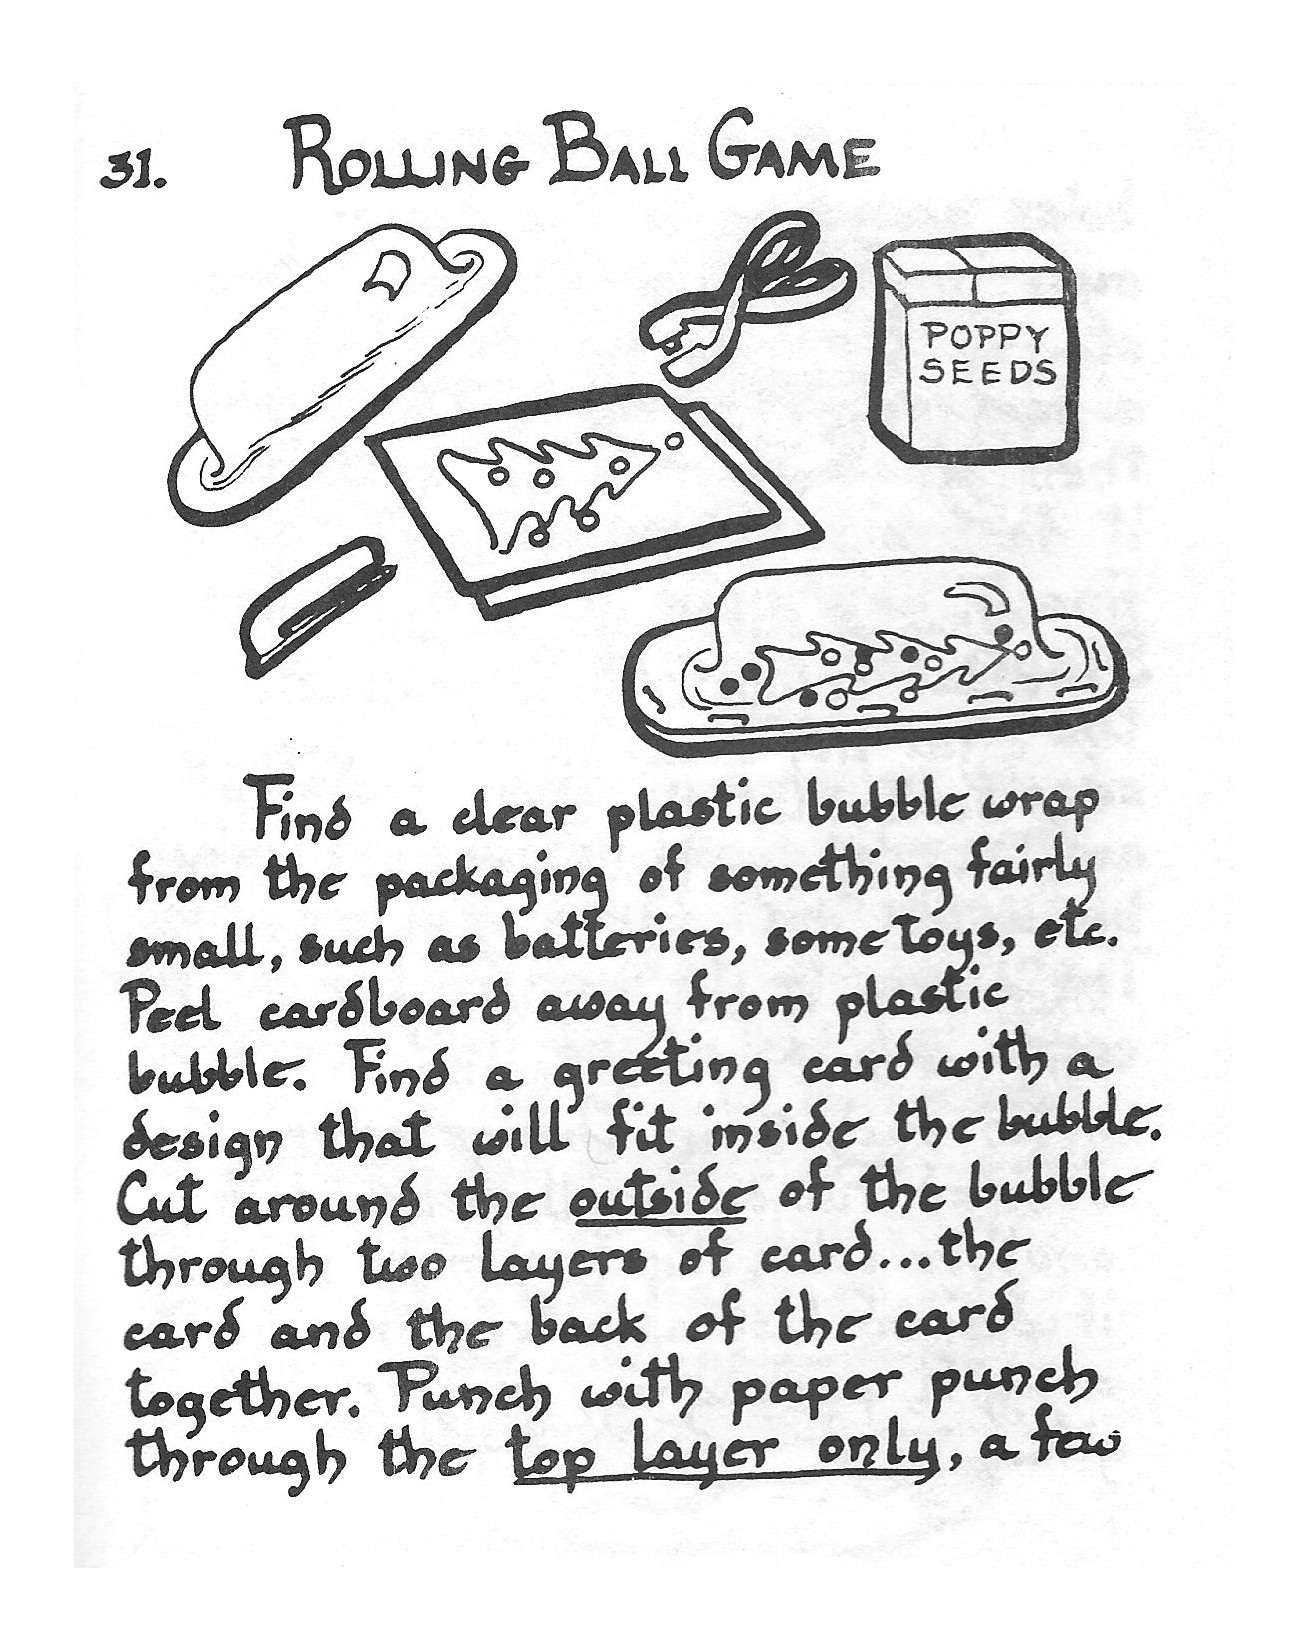 31. ROLLING BALL GAME
POPPY
SEEDS
Find a clear plastic bubble wrap
from the packaging of something fairly
small, such as batteries, some toys, etc.
Peel cardboard away from plastic
bubble. Find a greeting card with a
design that will fit inside the bubble.
Cut around the outside of the bubble
through two layers of card...the
card and the back of the card
together. Punch with paper punch
through the top layer only, a few